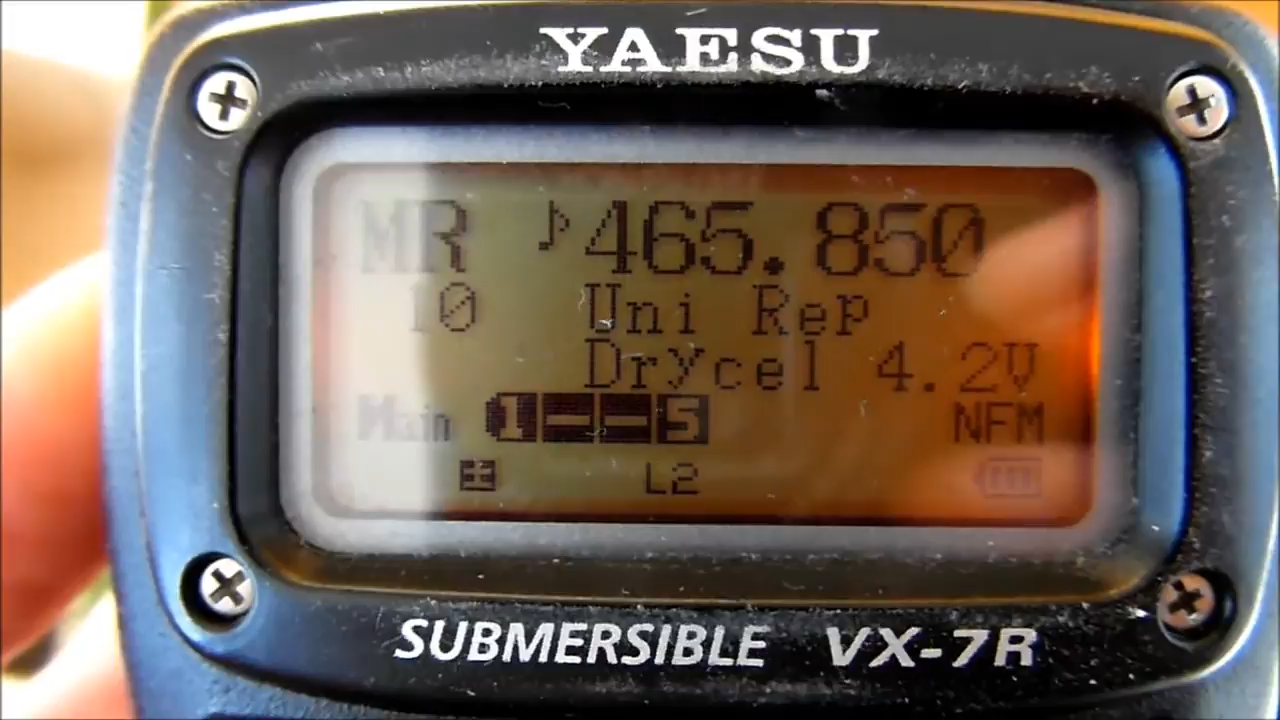 YAESU
MR ♪465.850
10 Uni Rep
Drycel 4.2V
Main 1--5 NFM
L2
SUBMERSIBLE VX-7R